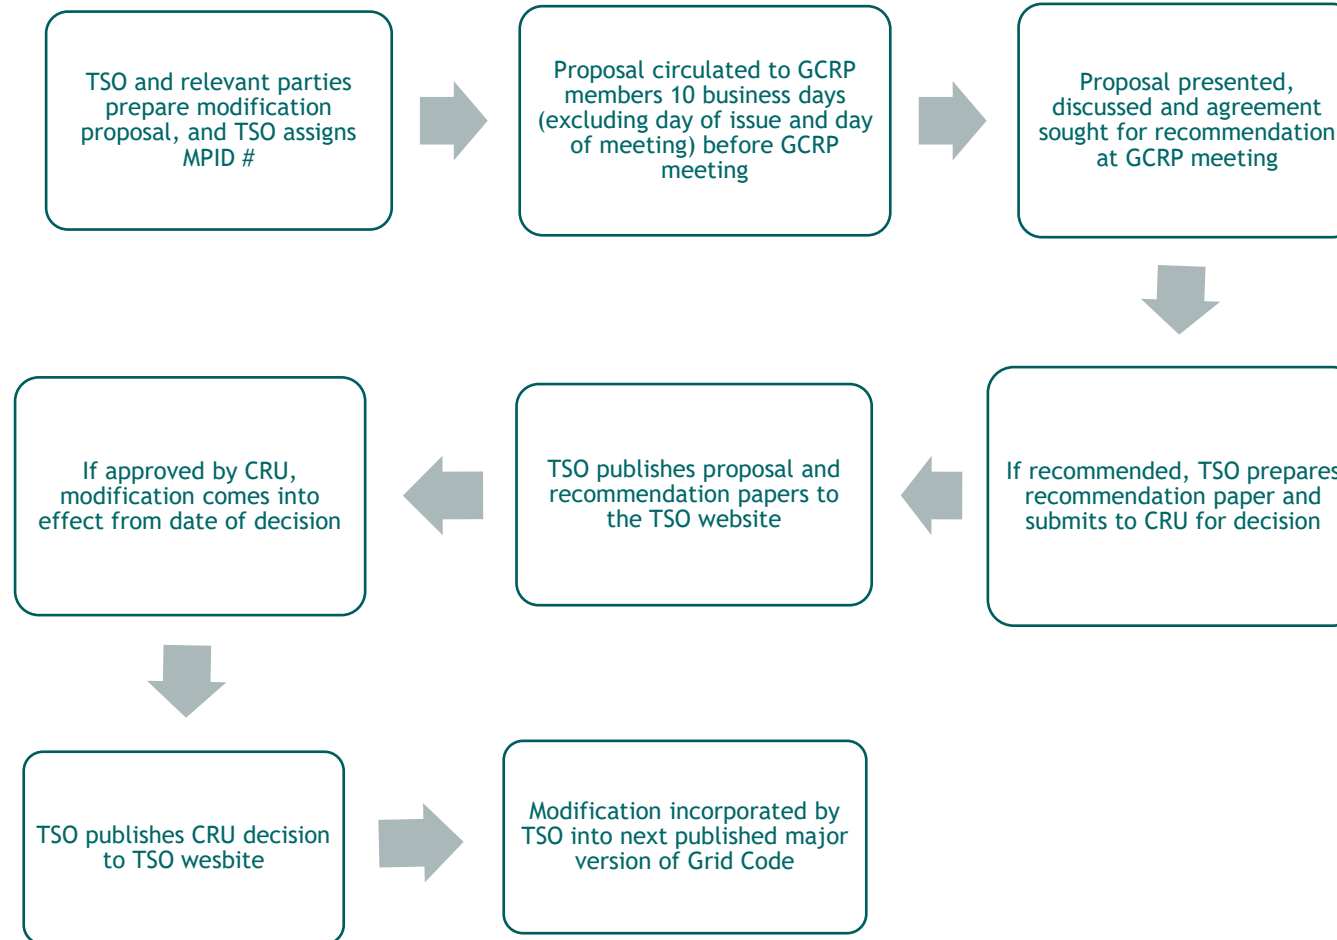 TSO and relevant parties
prepare modification
proposal, and TSO assigns
MPID #
Proposal circulated to GCRP
members 10 business days
(excluding day of issue and day
of meeting) before GCRP
meeting
Proposal presented,
discussed and agreement
sought for recommendation
at GCRP meeting
If recommended, TSO prepares
recommendation paper and
submits to CRU for decision
TSO publishes proposal and
recommendation papers to
the TSO website
If approved by CRU,
modification comes into
effect from date of decision
TSO publishes CRU decision
to TSO wesbite
Modification incorporated by
TSO into next published major
version of Grid Code